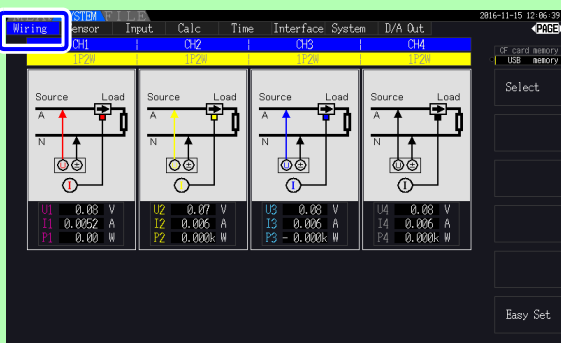 SYSTEM FILE 2016-11-15 12:06:39
Wiring Sensor Input Calc Time Interface System D/A Out PAGE
CH1 CH2 CH3 CH4
CF card memory
1P2W 1P2W 1P2W 1P2W
USB memory
Select
Source Load Source Load Source Load Source Load
A A A A
N N N N
U U U U
I I I I
U1 0.08 V U2 0.07 V U3 0.08 V U4 0.08 V
I1 0.0052 A I2 0.006 A I3 0.006 A I4 0.006 A
P1 0.00 W P2 0.000k W P3 - 0.000k W P4 0.000k W
Easy Set